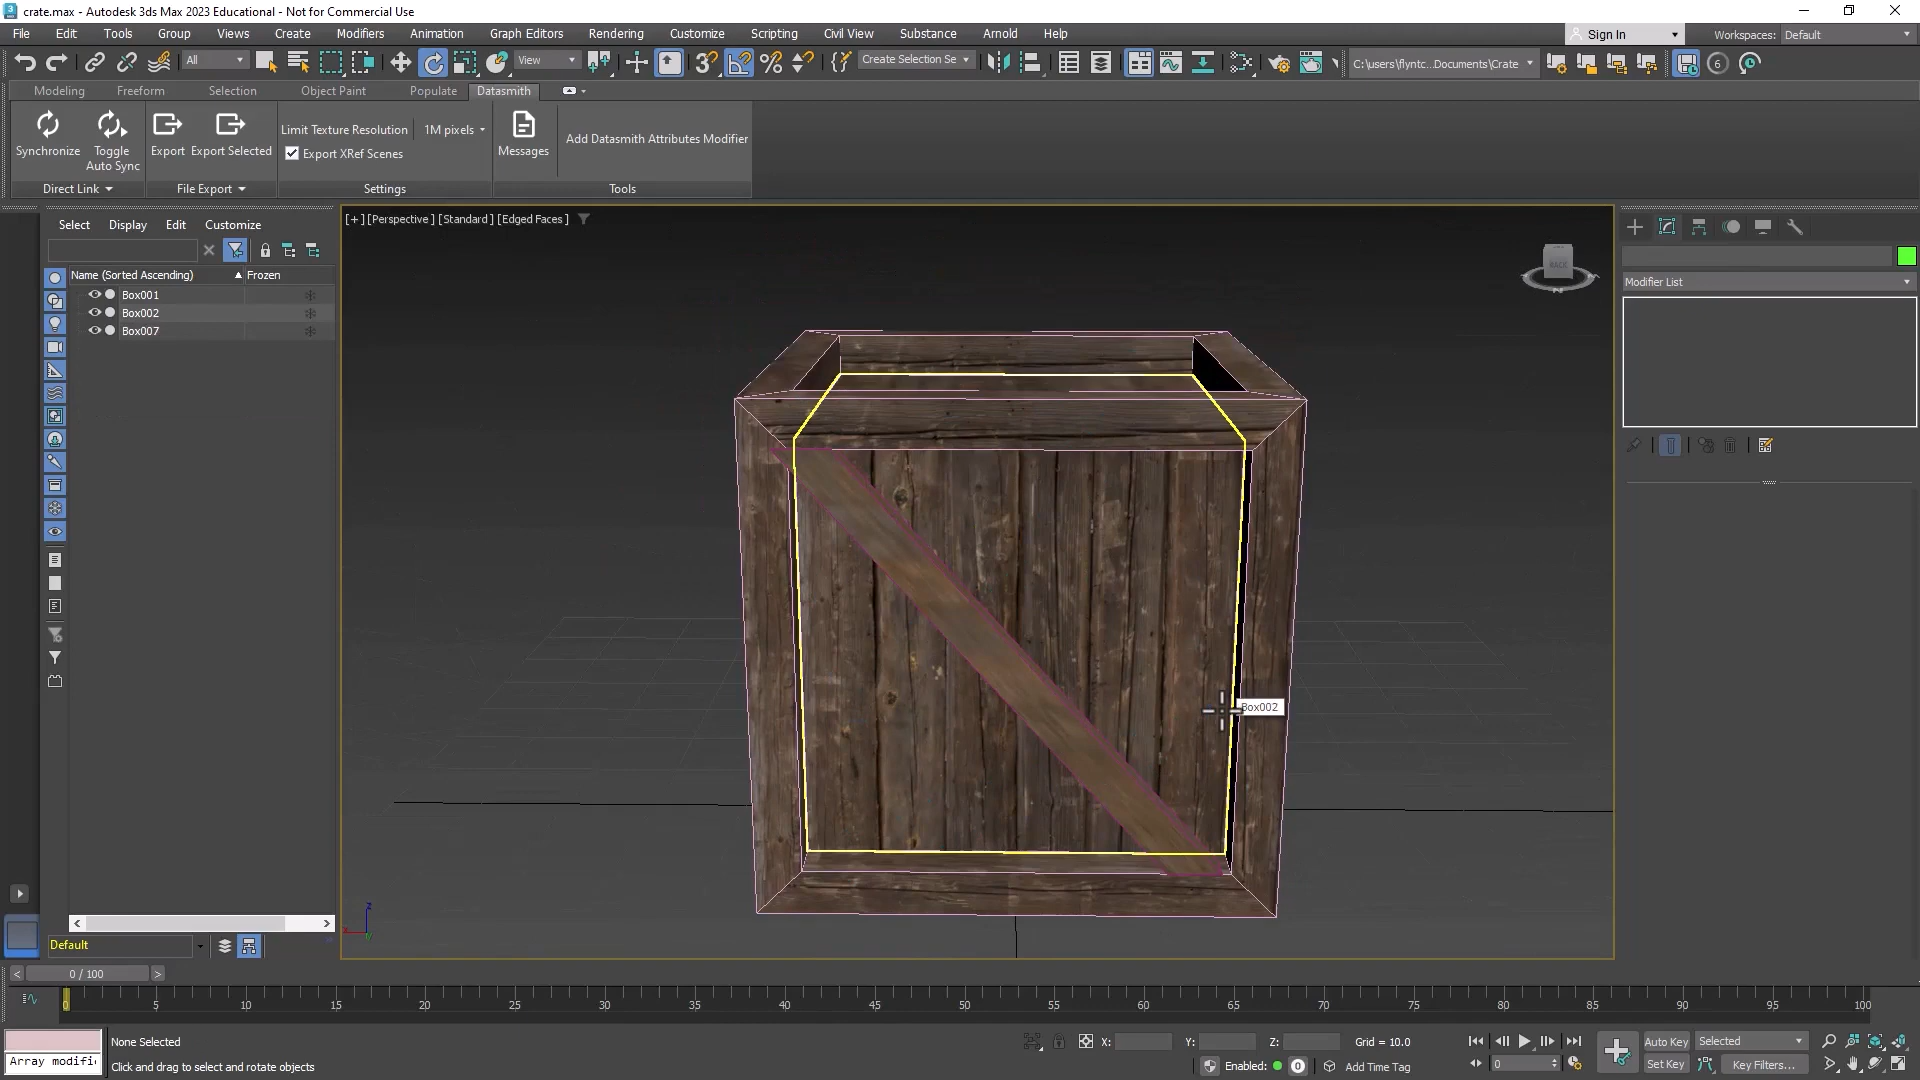 crate.max - Autodesk 3ds Max 2023 Educational - Not for Commercial Use
File Edit Tools Group Views Create Modifiers Animation Graph Editors Rendering Customize Scripting Civil View Substance Arnold Help
Sign In Workspaces: Default
All View Create Selection Se C:\users\flyntc...Documents\Crate
Modeling Freeform Selection Object Paint Populate Datasmith
Synchronize Toggle Auto Sync Export Export Selected
Limit Texture Resolution 1M pixels
Export XRef Scenes
Messages
Add Datasmith Attributes Modifier
Direct Link File Export Settings Tools
Select Display Edit Customize
[+] [Perspective] [Standard] [Edged Faces]
Name (Sorted Ascending) Frozen
Modifier List
Box001
Box002
Box007
BACK
N
Box002
z
x
Default
0 / 100
0 5 10 15 20 25 30 35 40 45 50 55 60 65 70 75 80 85 90 95 100
Array modifi
None Selected
Click and drag to select and rotate objects
X: Y: Z: Grid = 10.0
Enabled: 0 Add Time Tag
0
Auto Key Selected
Set Key Key Filters...